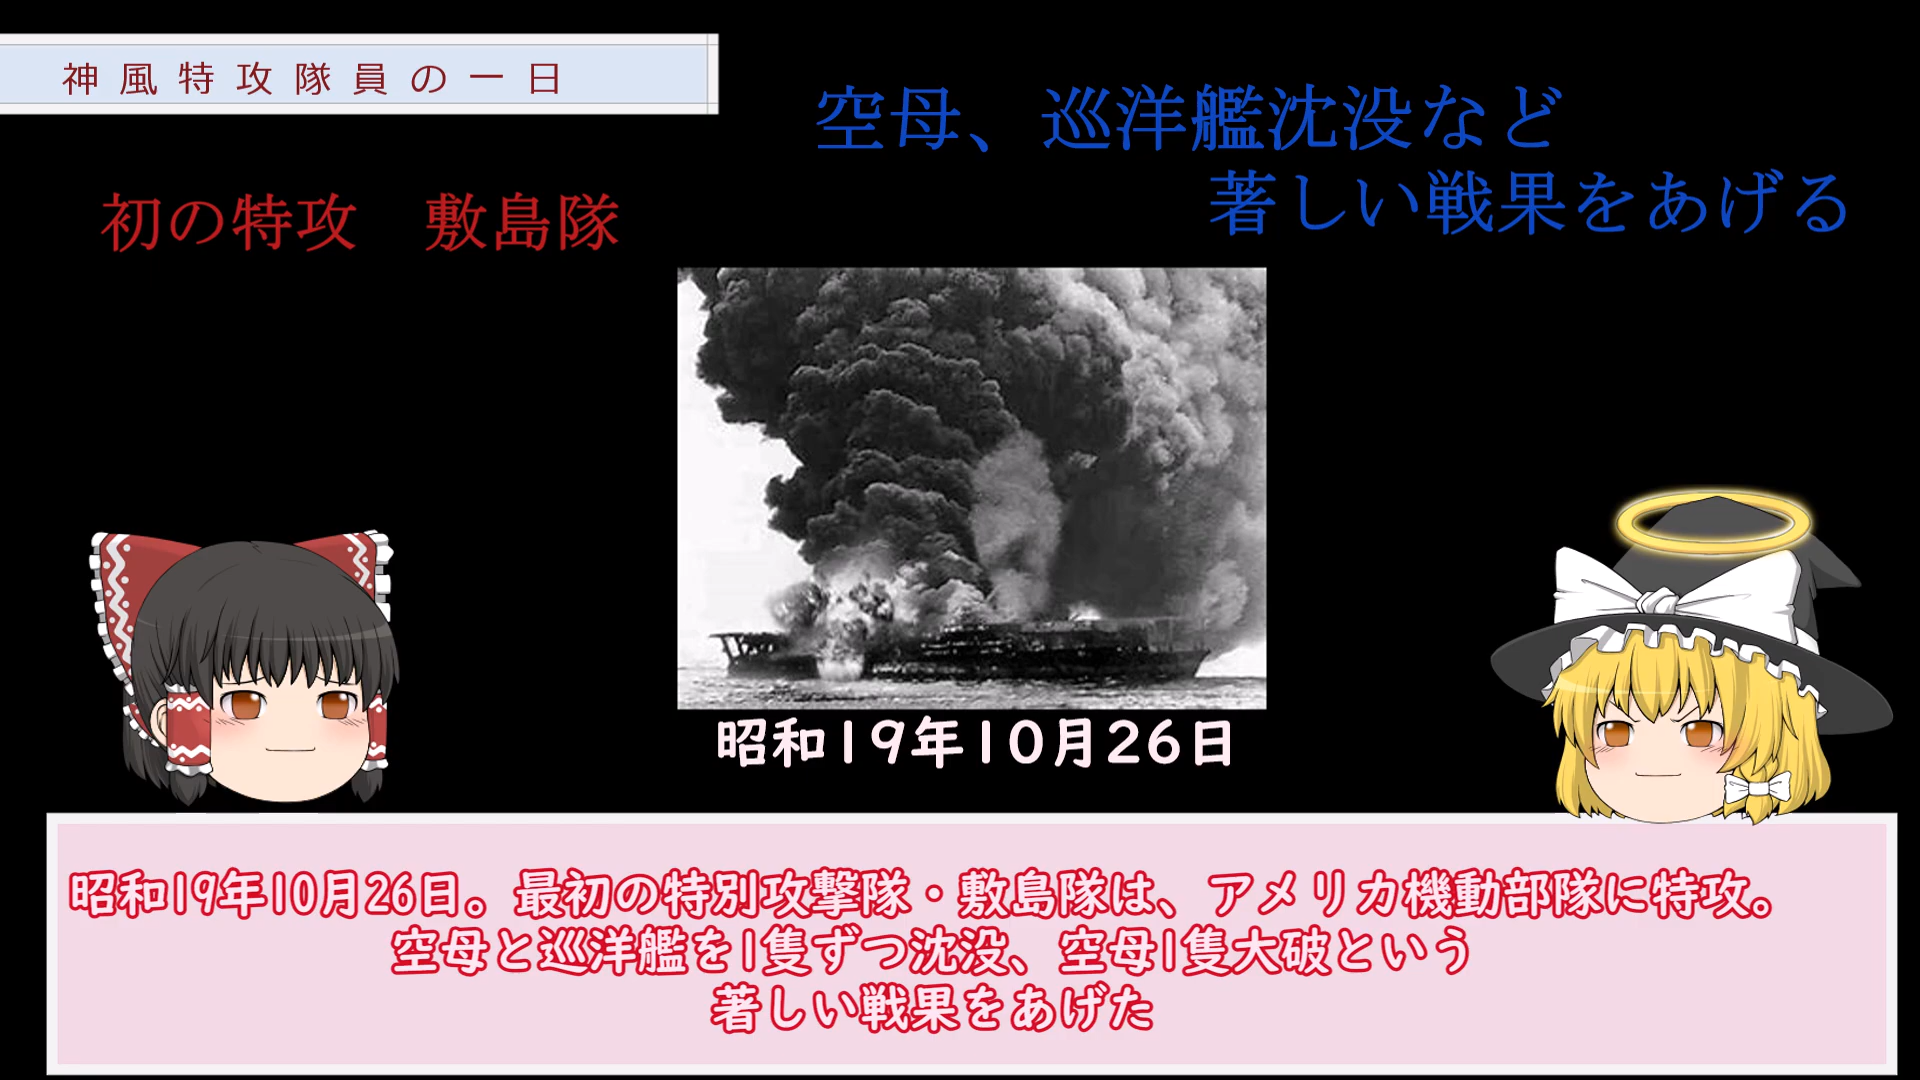 神風特攻隊員の一日
空母、巡洋艦沈没など
著しい戦果をあげる
初の特攻　敷島隊
昭和19年10月26日
昭和19年10月26日。最初の特別攻撃隊・敷島隊は、アメリカ機動部隊に特攻。
空母と巡洋艦を1隻ずつ沈没、空母1隻大破という
著しい戦果をあげた